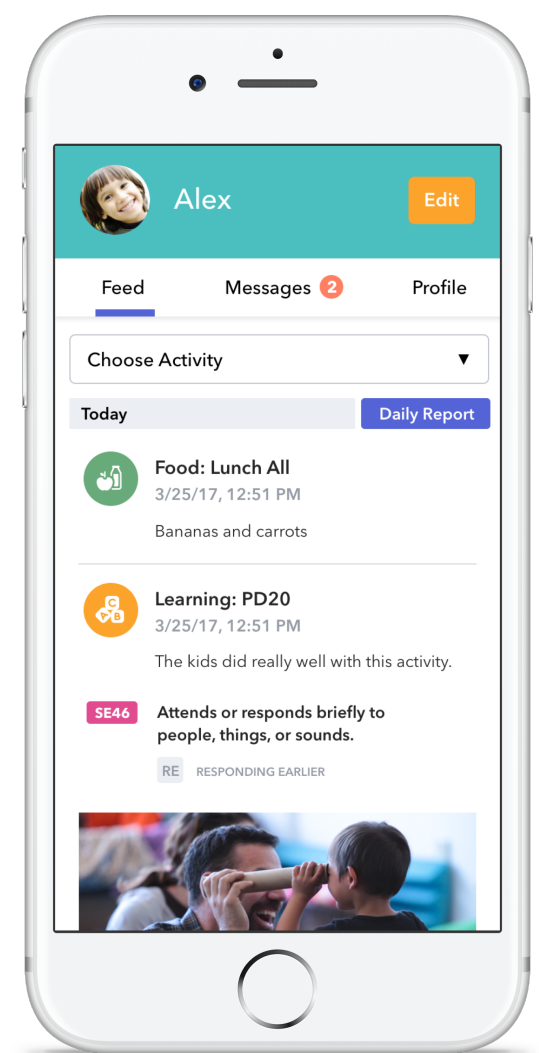 Alex
Edit
Feed
Messages 2
Profile
Choose Activity ▼
Today
Daily Report
Food: Lunch All
3/25/17, 12:51 PM
Bananas and carrots
Learning: PD20
3/25/17, 12:51 PM
The kids did really well with this activity.
SE46
Attends or responds briefly to
people, things, or sounds.
RE RESPONDING EARLIER
A C B